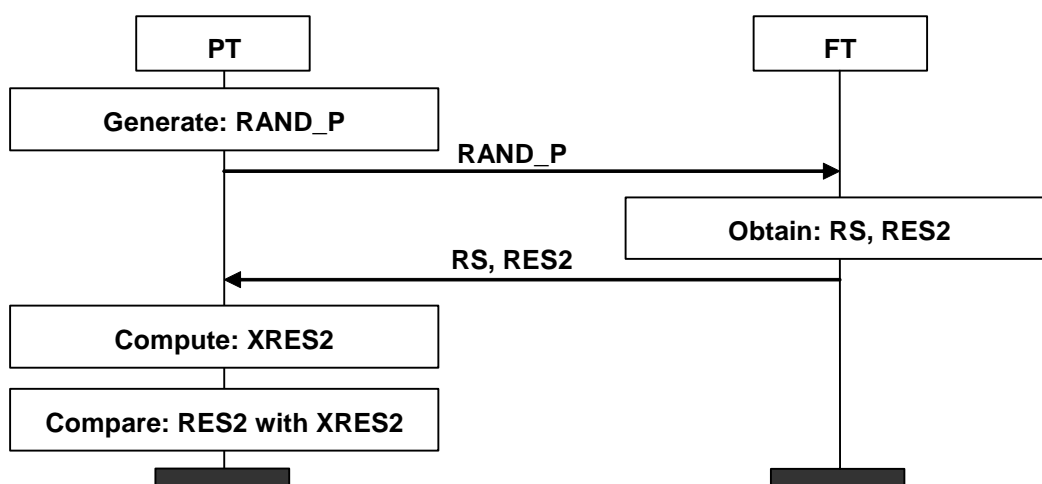 PT
FT
Generate: RAND_P
RAND_P
Obtain: RS, RES2
RS, RES2
Compute: XRES2
Compare: RES2 with XRES2